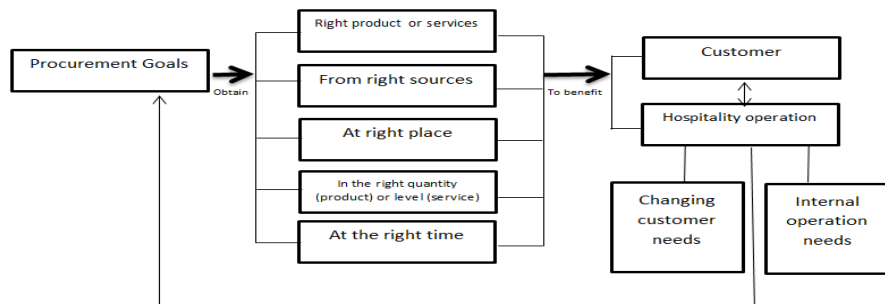 Procurement Goals
Obtain
Right product or services
From right sources
At right place
In the right quantity
(product) or level (service)
At the right time
To benefit
Customer
Hospitality operation
Changing
customer
needs
Internal
operation
needs